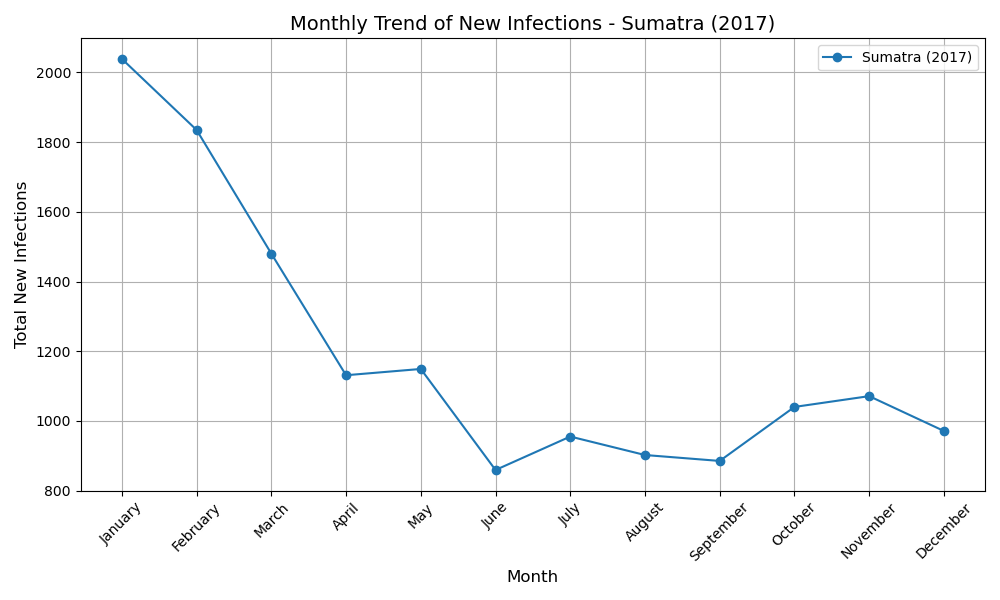 Monthly Trend of New Infections - Sumatra (2017)
Sumatra (2017)
Total New Infections
2000
1800
1600
1400
1200
1000
800
January
February
March
April
May
June
July
August
September
October
November
December
Month